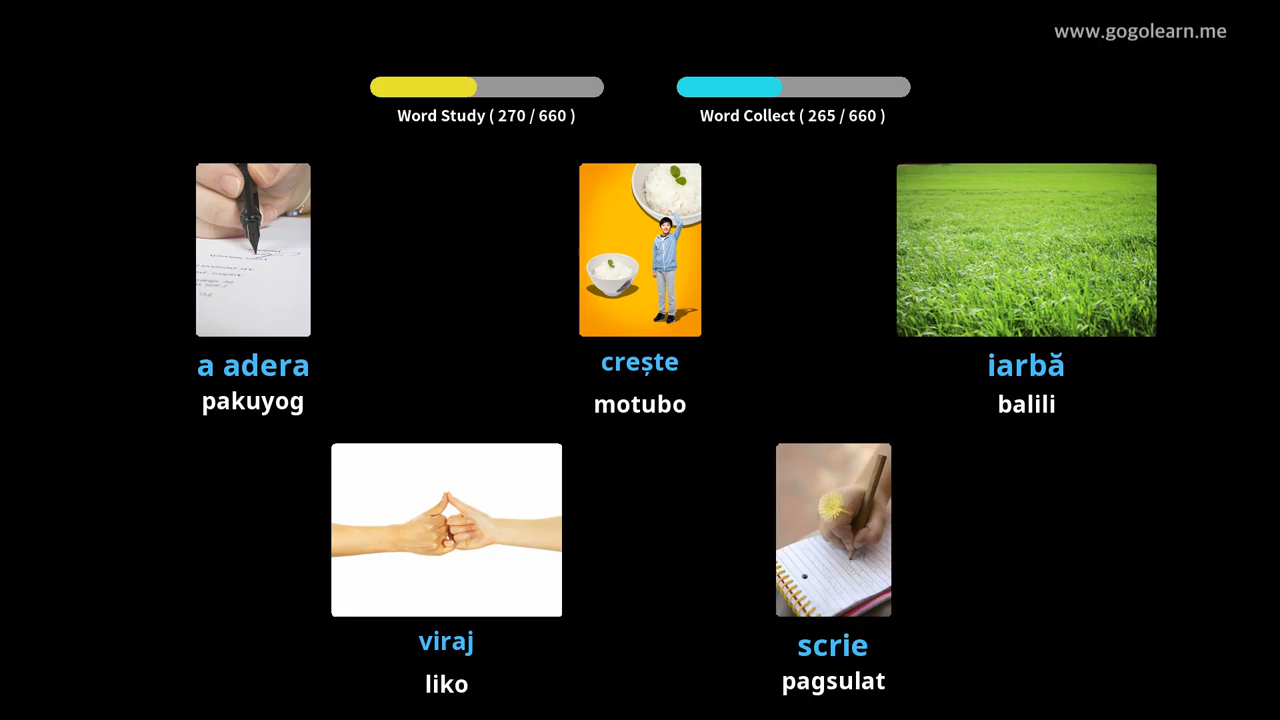 www.gogolearn.me
Word Study ( 270 / 660 )
Word Collect ( 265 / 660 )
a adera
pakuyog
crește
motubo
iarbă
balili
viraj
liko
scrie
pagsulat